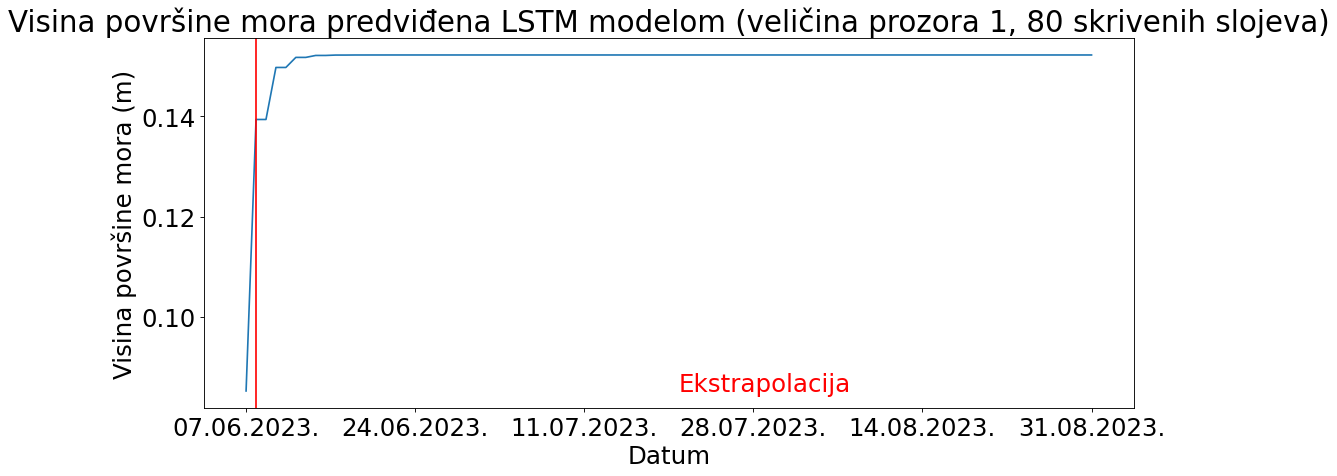 Visina površine mora predviđena LSTM modelom (veličina prozora 1, 80 skrivenih slojeva)
Visina površine mora (m)
0.14
0.12
0.10
Ekstrapolacija
07.06.2023. 24.06.2023. 11.07.2023. 28.07.2023. 14.08.2023. 31.08.2023.
Datum